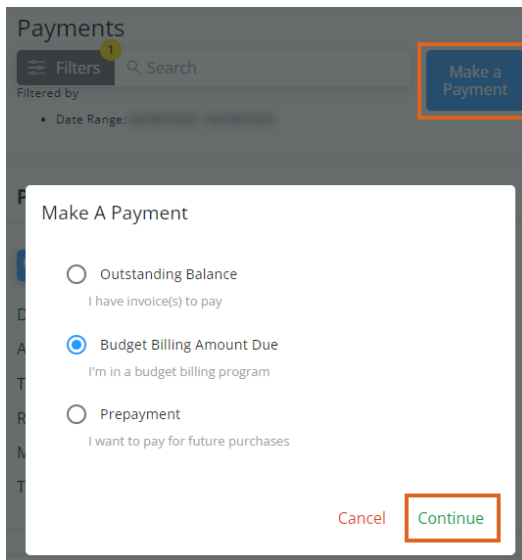 Payments
1
Filters
Search
Make a
Payment
Filtered by
• Date Range:
P
Make A Payment
Outstanding Balance
I have invoice(s) to pay
D
A
Budget Billing Amount Due
I'm in a budget billing program
T
R
Prepayment
M
I want to pay for future purchases
T
Cancel
Continue